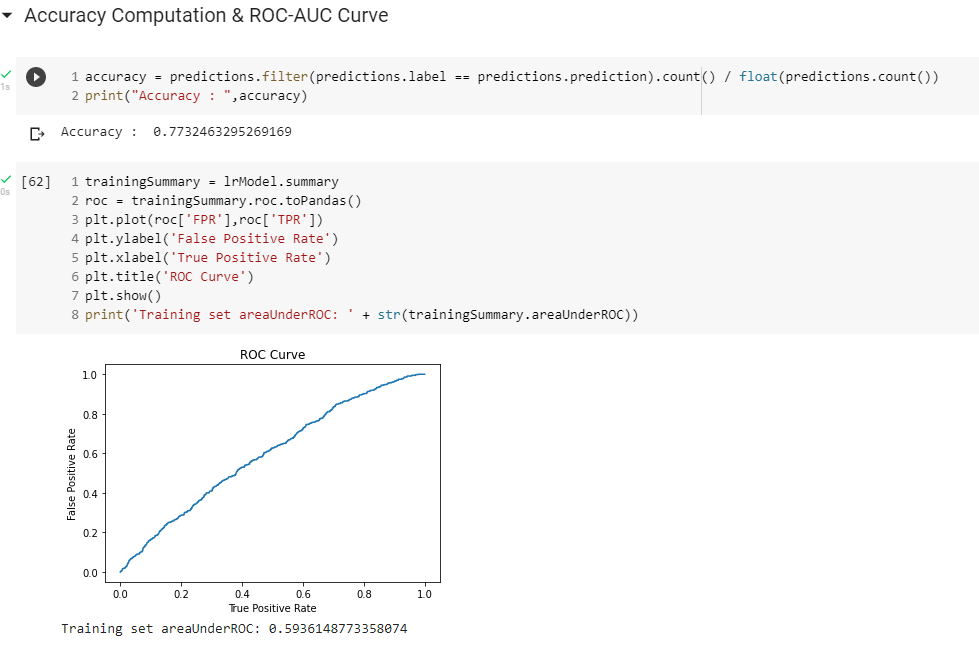 Accuracy Computation & ROC-AUC Curve
1 accuracy = predictions.filter(predictions.label == predictions.prediction).count() / float(predictions.count())
1s
2 print("Accuracy : ",accuracy)
Accuracy :  0.7732463295269169
[62] 1 trainingSummary = lrModel.summary
0s
2 roc = trainingSummary.roc.toPandas()
3 plt.plot(roc['FPR'],roc['TPR'])
4 plt.ylabel('False Positive Rate')
5 plt.xlabel('True Positive Rate')
6 plt.title('ROC Curve')
7 plt.show()
8 print('Training set areaUnderROC: ' + str(trainingSummary.areaUnderROC))
ROC Curve
False Positive Rate
1.0
0.8
0.6
0.4
0.2
0.0
0.0 0.2 0.4 0.6 0.8 1.0
True Positive Rate
Training set areaUnderROC: 0.5936148773358074